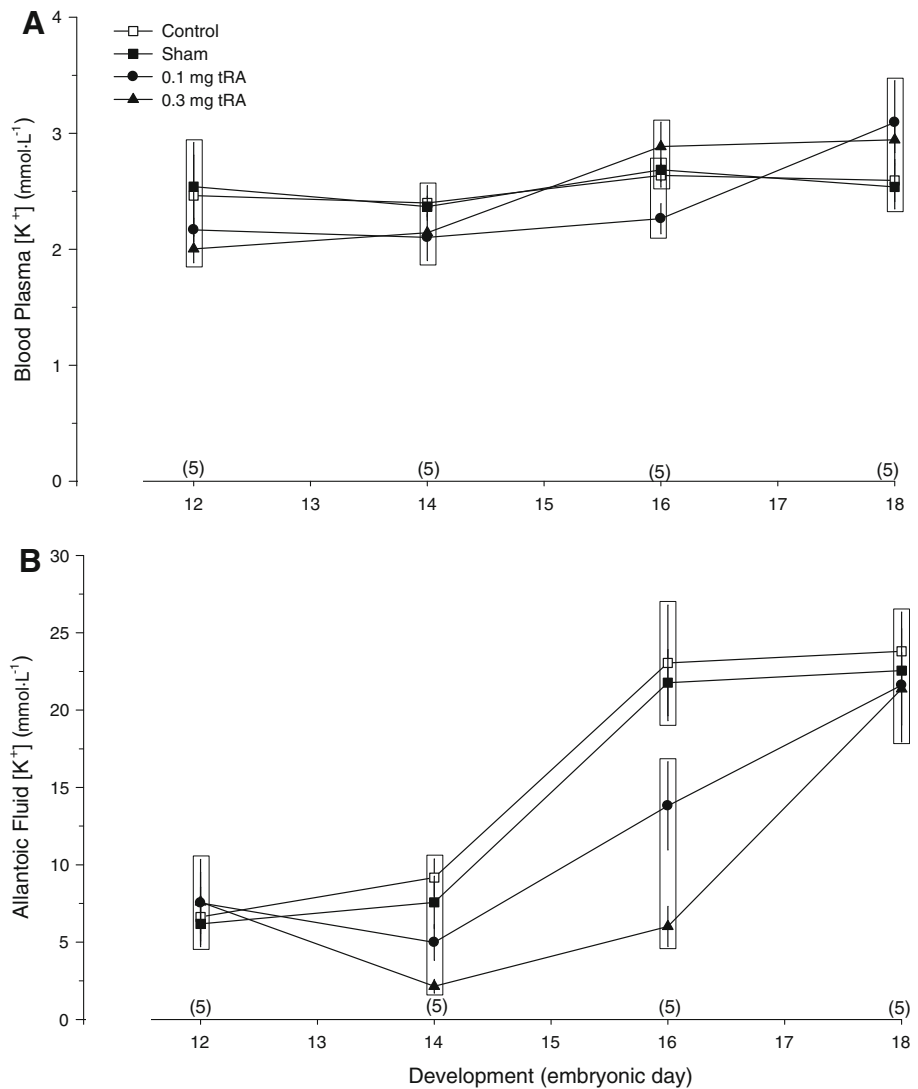 A
Control
Sham
0.1 mg tRA
0.3 mg tRA
Blood Plasma [K⁺] (mmol·L⁻¹)
4
3
2
1
0
(5) (5) (5) (5)
12 13 14 15 16 17 18
B
Allantoic Fluid [K⁺] (mmol·L⁻¹)
30
25
20
15
10
5
0
(5) (5) (5) (5)
12 13 14 15 16 17 18
Development (embryonic day)